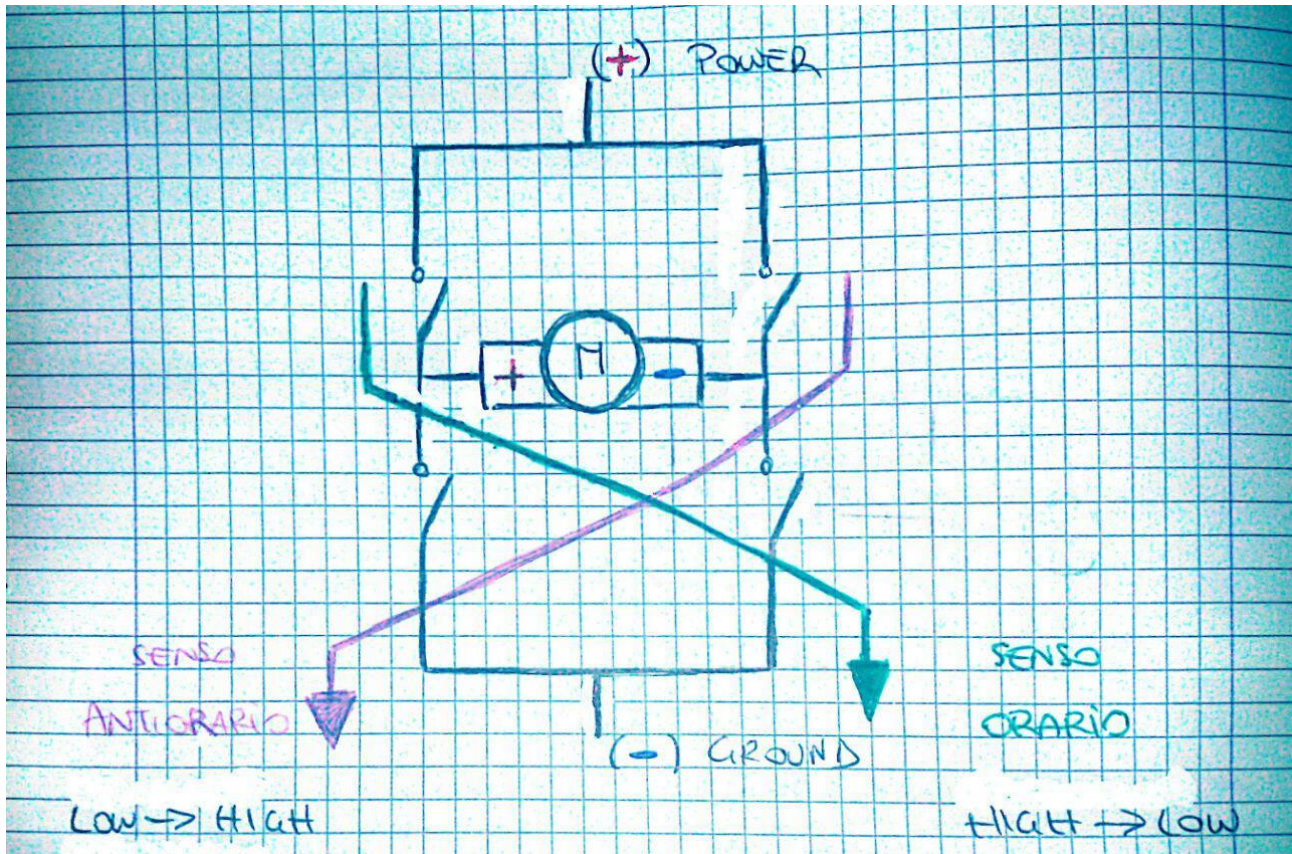 (+) POWER
+ M -
SENSO
ANTIORARIO
SENSO
ORARIO
(-) GROUND
LOW -> HIGH
HIGH -> LOW